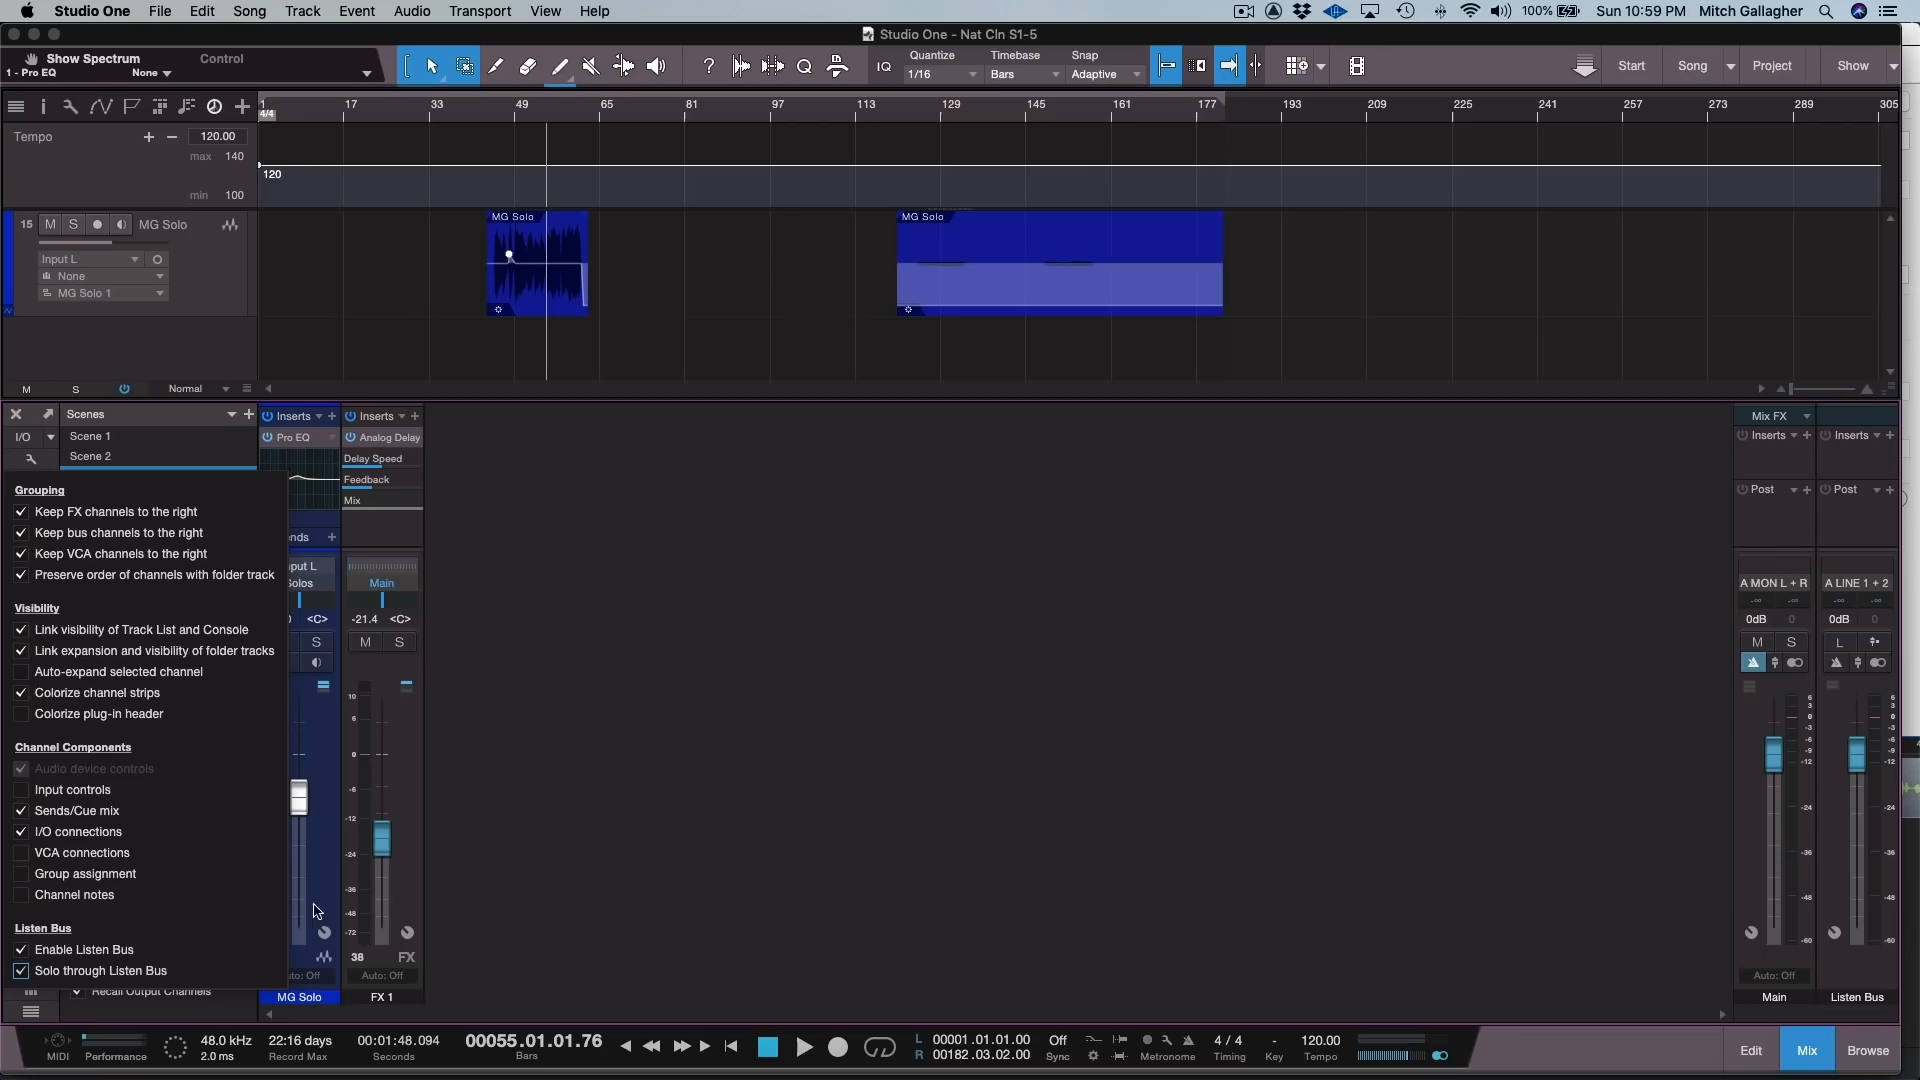 Studio One File Edit Song Track Event Audio Transport View Help 100% Sun 10:59 PM Mitch Gallagher
Studio One - Nat Cln S1-5
Show Spectrum Control
1 - Pro EQ None
Quantize Timebase Snap
IQ 1/16 Bars Adaptive
Start Song Project Show
1 17 33 49 65 81 97 113 129 145 161 177 193 209 225 241 257 273 289 305
4/4
Tempo + − 120.00
max 140
min 100
120
15 M S MG Solo
Input L
None
MG Solo 1
MG Solo
MG Solo
M S Normal
Scenes
I/O
Scene 1
Scene 2
Inserts
Pro EQ
Inserts
Analog Delay
Delay Speed
Feedback
Mix
Mix FX
Inserts Inserts
Post Post
Grouping
Keep FX channels to the right
Keep bus channels to the right
Keep VCA channels to the right
Preserve order of channels with folder track
Visibility
Link visibility of Track List and Console
Link expansion and visibility of folder tracks
Auto-expand selected channel
Colorize channel strips
Colorize plug-in header
Channel Components
Audio device controls
Input controls
Sends/Cue mix
I/O connections
VCA connections
Group assignment
Channel notes
Listen Bus
Enable Listen Bus
Solo through Listen Bus
Recall Output Channels
nds
put L
olos
<C>
S
Main
-21.4 <C>
M S
10
6
0
-6
-12
-24
-36
-48
-72
38 FX
uto: Off Auto: Off
MG Solo FX 1
A MON L + R A LINE 1 + 2
-∞ -∞ -∞ -∞
0dB 0 0dB 0
M S L
6 6
3 3
0 0
-3 -3
-6 -6
-9 -9
-12 -12
-24 -24
-36 -36
-48 -48
-60 -60
Auto: Off
Main Listen Bus
MIDI
Performance
48.0 kHz
2.0 ms
22:16 days
Record Max
00:01:48.094
Seconds
00055.01.01.76
Bars
L 00001.01.01.00
R 00182.03.02.00
Off
Sync
Metronome
4 / 4
Timing
-
Key
120.00
Tempo
Edit Mix Browse